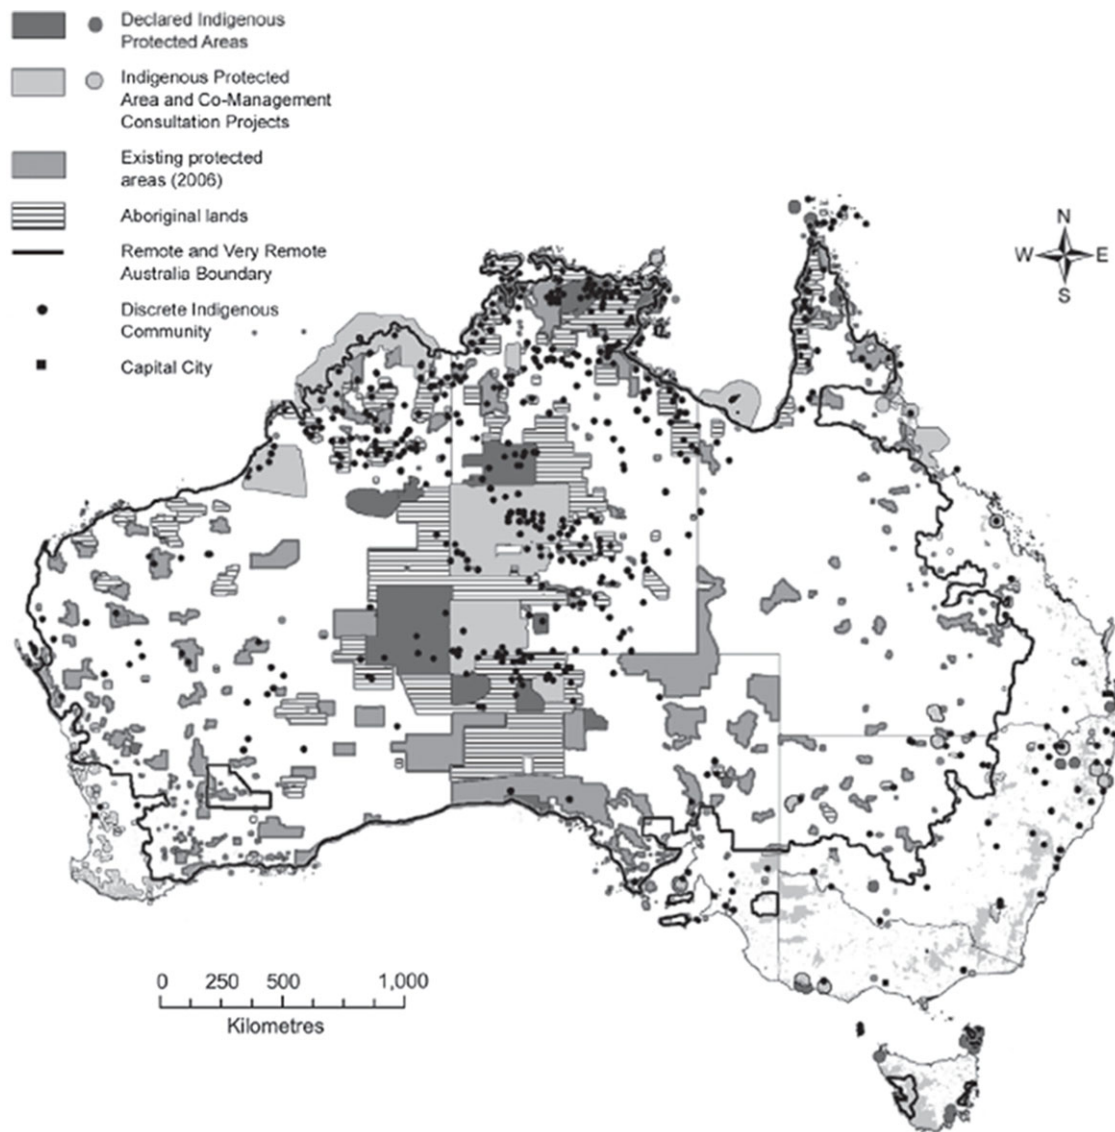 Declared Indigenous
Protected Areas
Indigenous Protected
Area and Co-Management
Consultation Projects
Existing protected
areas (2006)
Aboriginal lands
Remote and Very Remote
Australia Boundary
Discrete Indigenous
Community
Capital City
N
W E
S
0 250 500 1,000
Kilometres